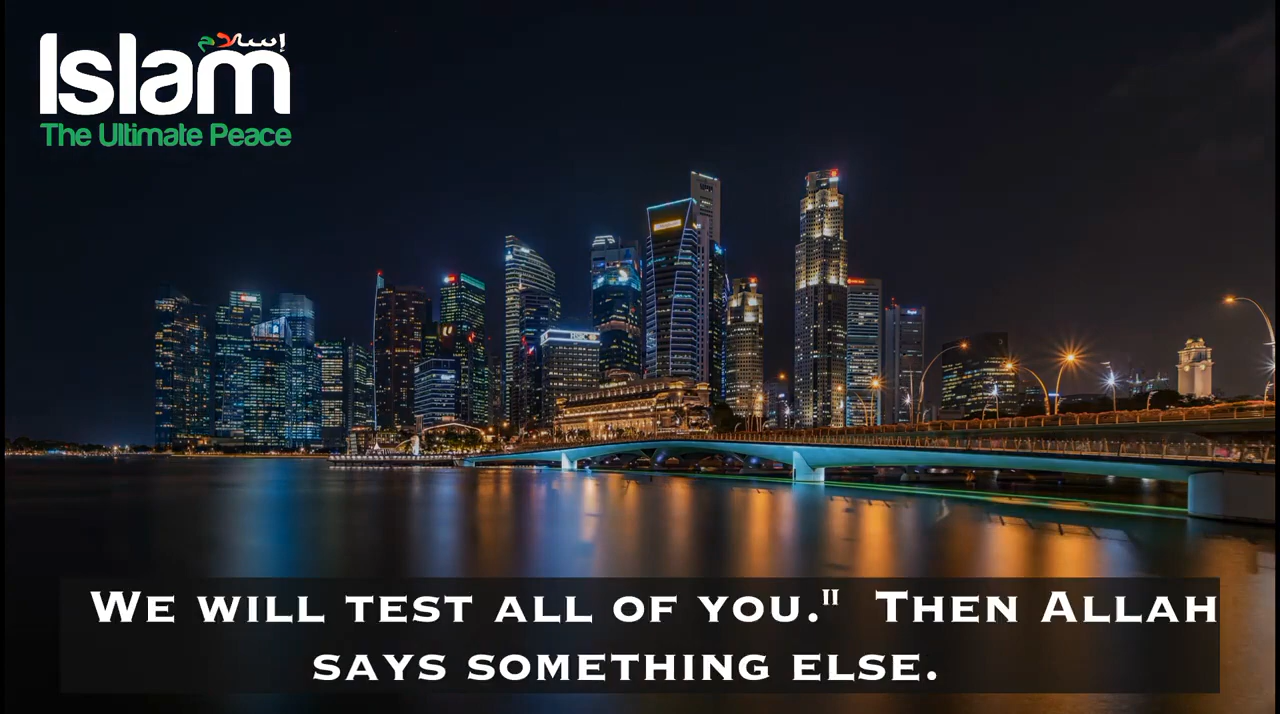 إسلام
Islam
The Ultimate Peace
We will test all of you." Then Allah
says something else.